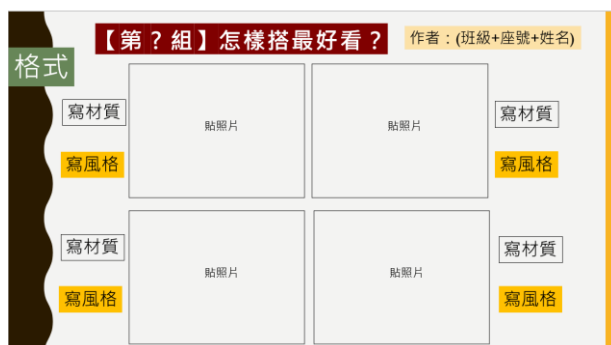 【第？組】怎樣搭最好看？
作者：(班級+座號+姓名)
格式
寫材質
貼照片
貼照片
寫材質
寫風格
寫風格
寫材質
貼照片
貼照片
寫材質
寫風格
寫風格